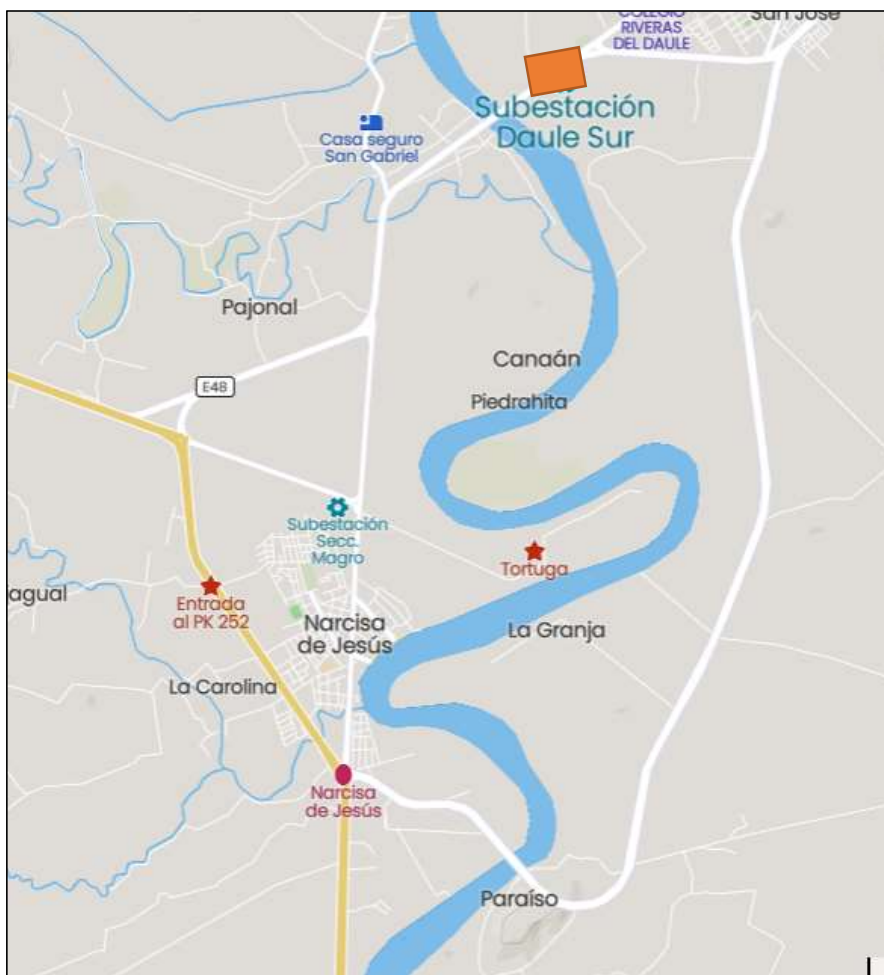 COLEGIO
RIVERAS
DEL DAULE
San José
Subestación
Daule Sur
Casa seguro
San Gabriel
Pajonal
Canaán
E48
Piedrahita
Subestación
Secc.
Magro
Tortuga
agual
Entrada
al PK 252
Narcisa
de Jesús
La Granja
La Carolina
Narcisa
de Jesús
Paraíso